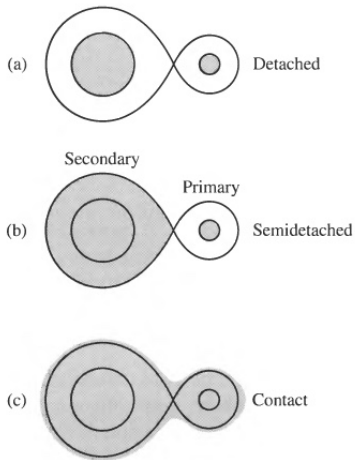 (a)
Detached
Secondary
Primary
(b)
Semidetached
(c)
Contact